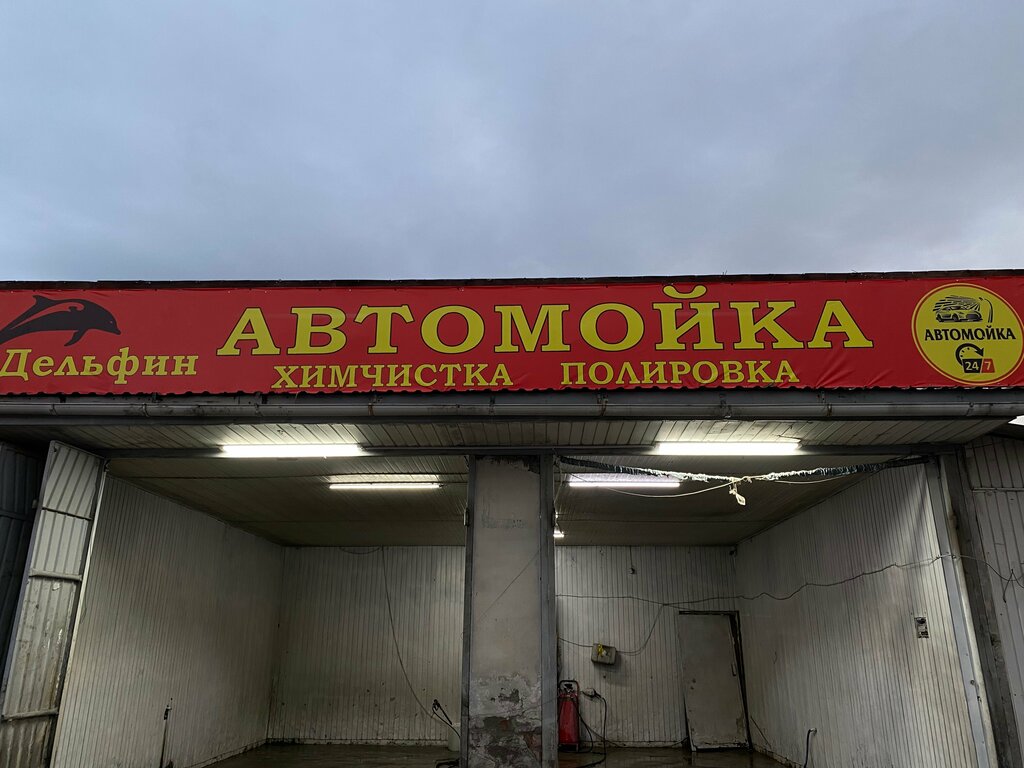 Дельфин
АВТОМОЙКА
ХИМЧИСТКА ПОЛИРОВКА
АВТОМОЙКА
24 7